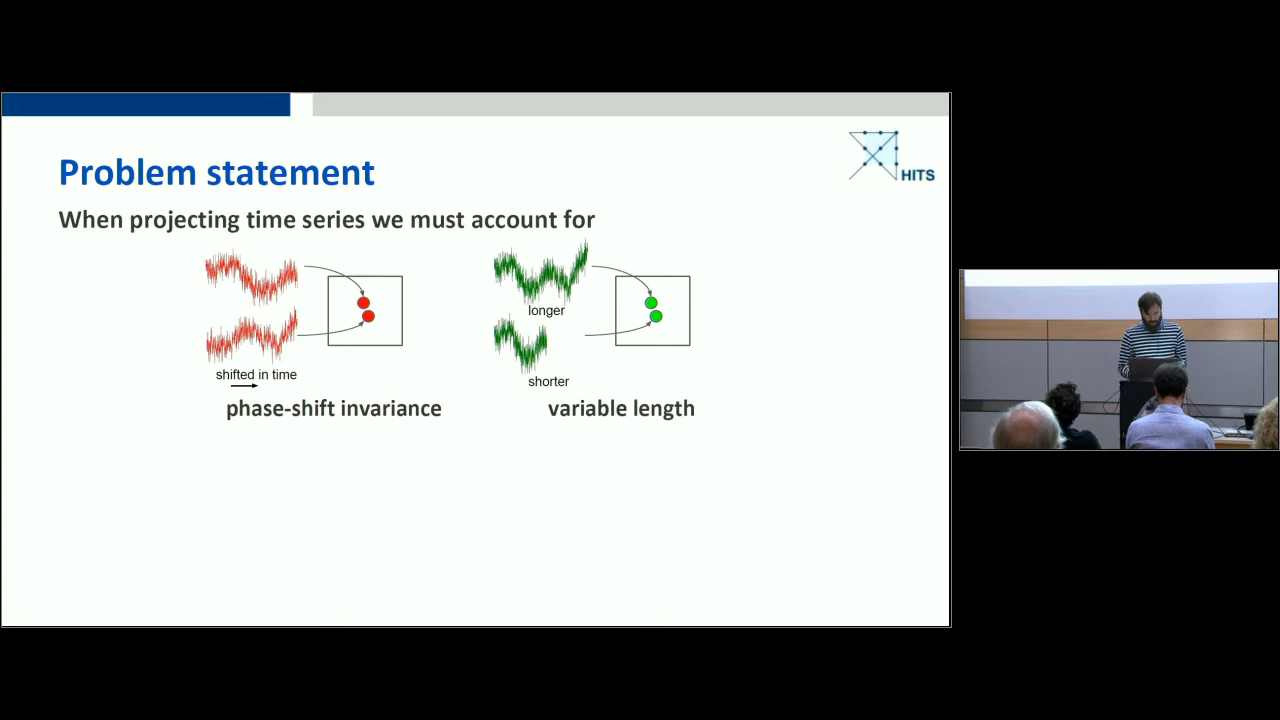 Problem statement
HITS
When projecting time series we must account for
longer
shifted in time
shorter
phase-shift invariance
variable length